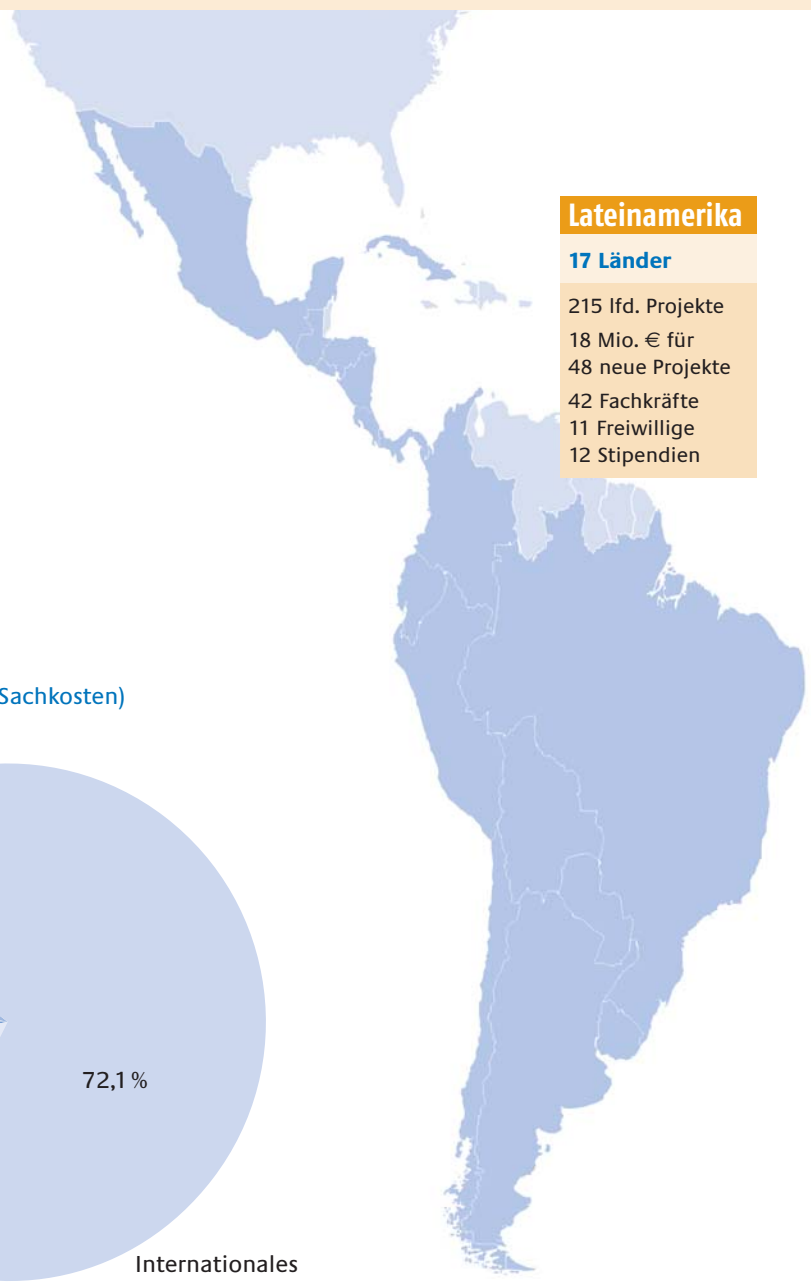 Lateinamerika
17 Länder
215 lfd. Projekte
18 Mio. € für
48 neue Projekte
42 Fachkräfte
11 Freiwillige
12 Stipendien
Sachkosten)
72,1 %
Internationales